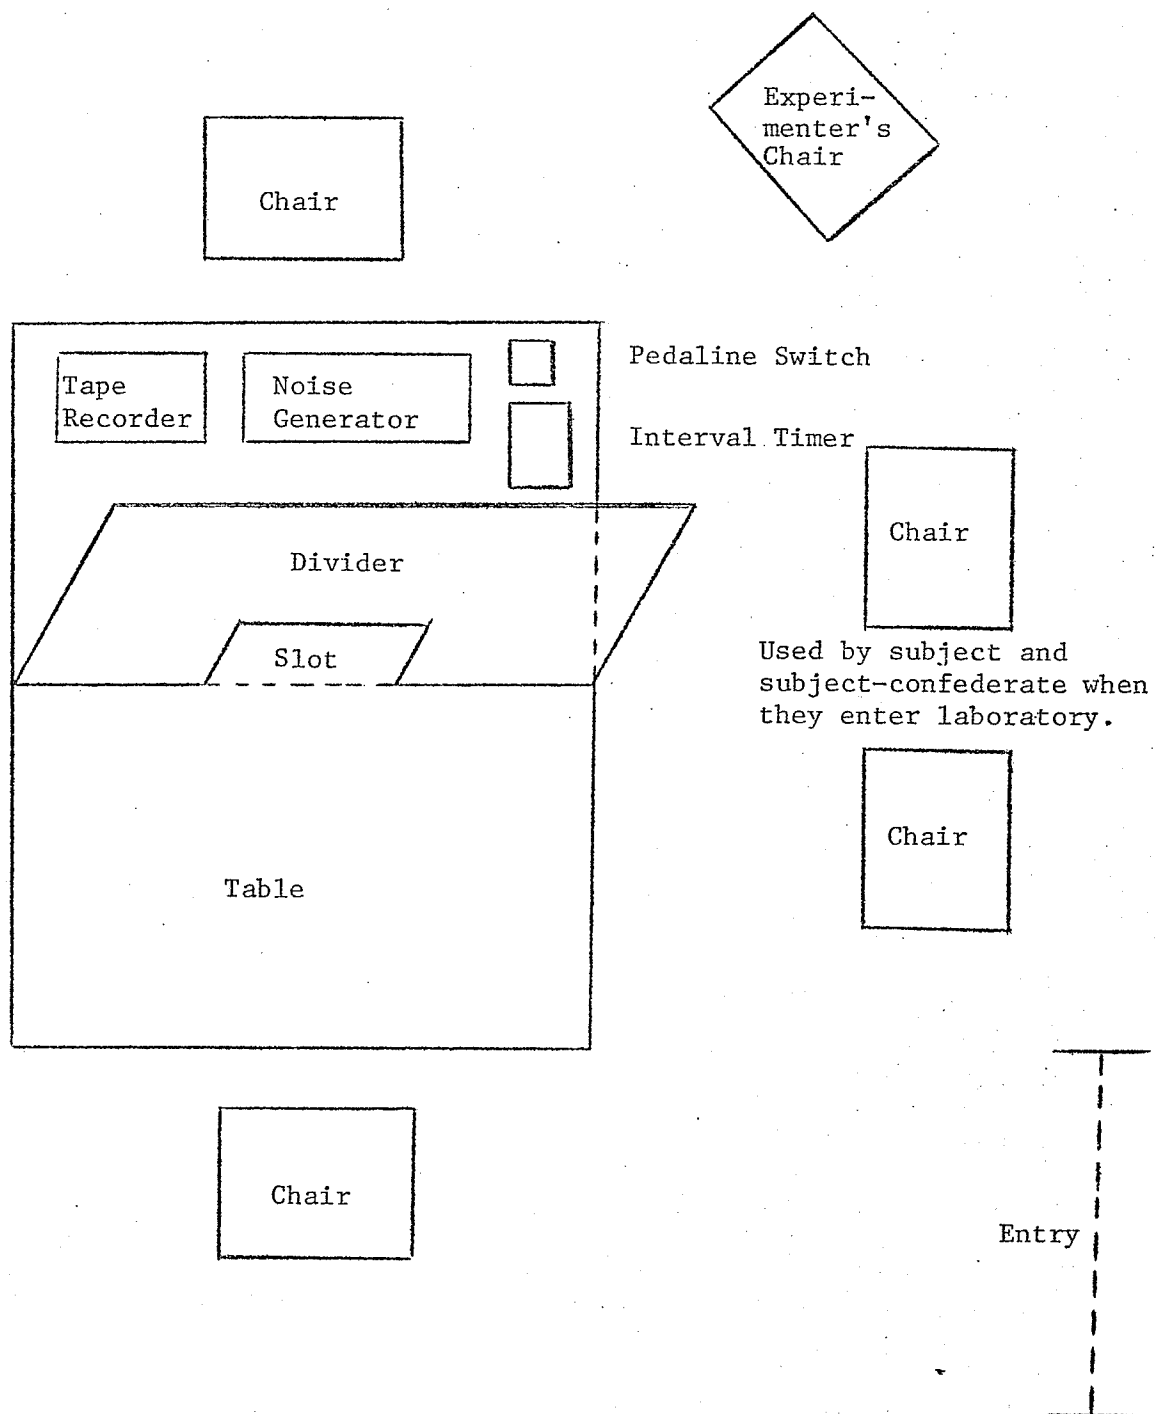 Experi-
menter's
Chair
Chair
Pedaline Switch
Tape
Recorder
Noise
Generator
Interval Timer
Chair
Divider
Used by subject and
subject-confederate when
they enter laboratory.
Slot
Chair
Table
Chair
Entry